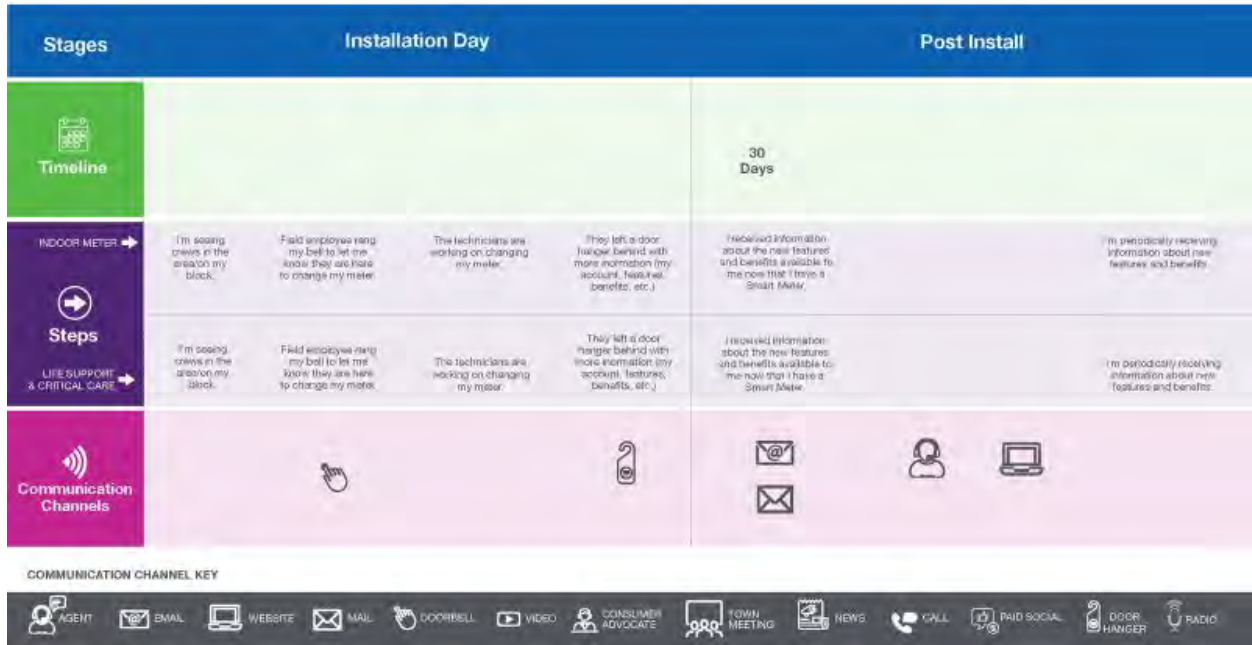 Stages
Installation Day
Post Install
Timeline
30
Days
INDOOR METER
I'm seeing
crews in the
area/on my
block.
Field employee rang
my bell to let me
know they are here
to change my meter.
The technicians are
working on changing
my meter.
They left a door
hanger behind with
more information (my
account, features,
benefits, etc.)
I received information
about the new features
and benefits available to
me now that I have a
Smart Meter.
I'm periodically receiving
information about new
features and benefits.
Steps
LIFE SUPPORT
& CRITICAL CARE
I'm seeing
crews in the
area/on my
block.
Field employee rang
my bell to let me
know they are here
to change my meter.
The technicians are
working on changing
my meter.
They left a door
hanger behind with
more information (my
account, features,
benefits, etc.)
I received information
about the new features
and benefits available to
me now that I have a
Smart Meter.
I'm periodically receiving
information about new
features and benefits.
Communication
Channels
COMMUNICATION CHANNEL KEY
AGENT
EMAIL
WEBSITE
MAIL
DOORBELL
VIDEO
CONSUMER
ADVOCATE
TOWN
MEETING
NEWS
CALL
PAID SOCIAL
DOOR
HANGER
RADIO